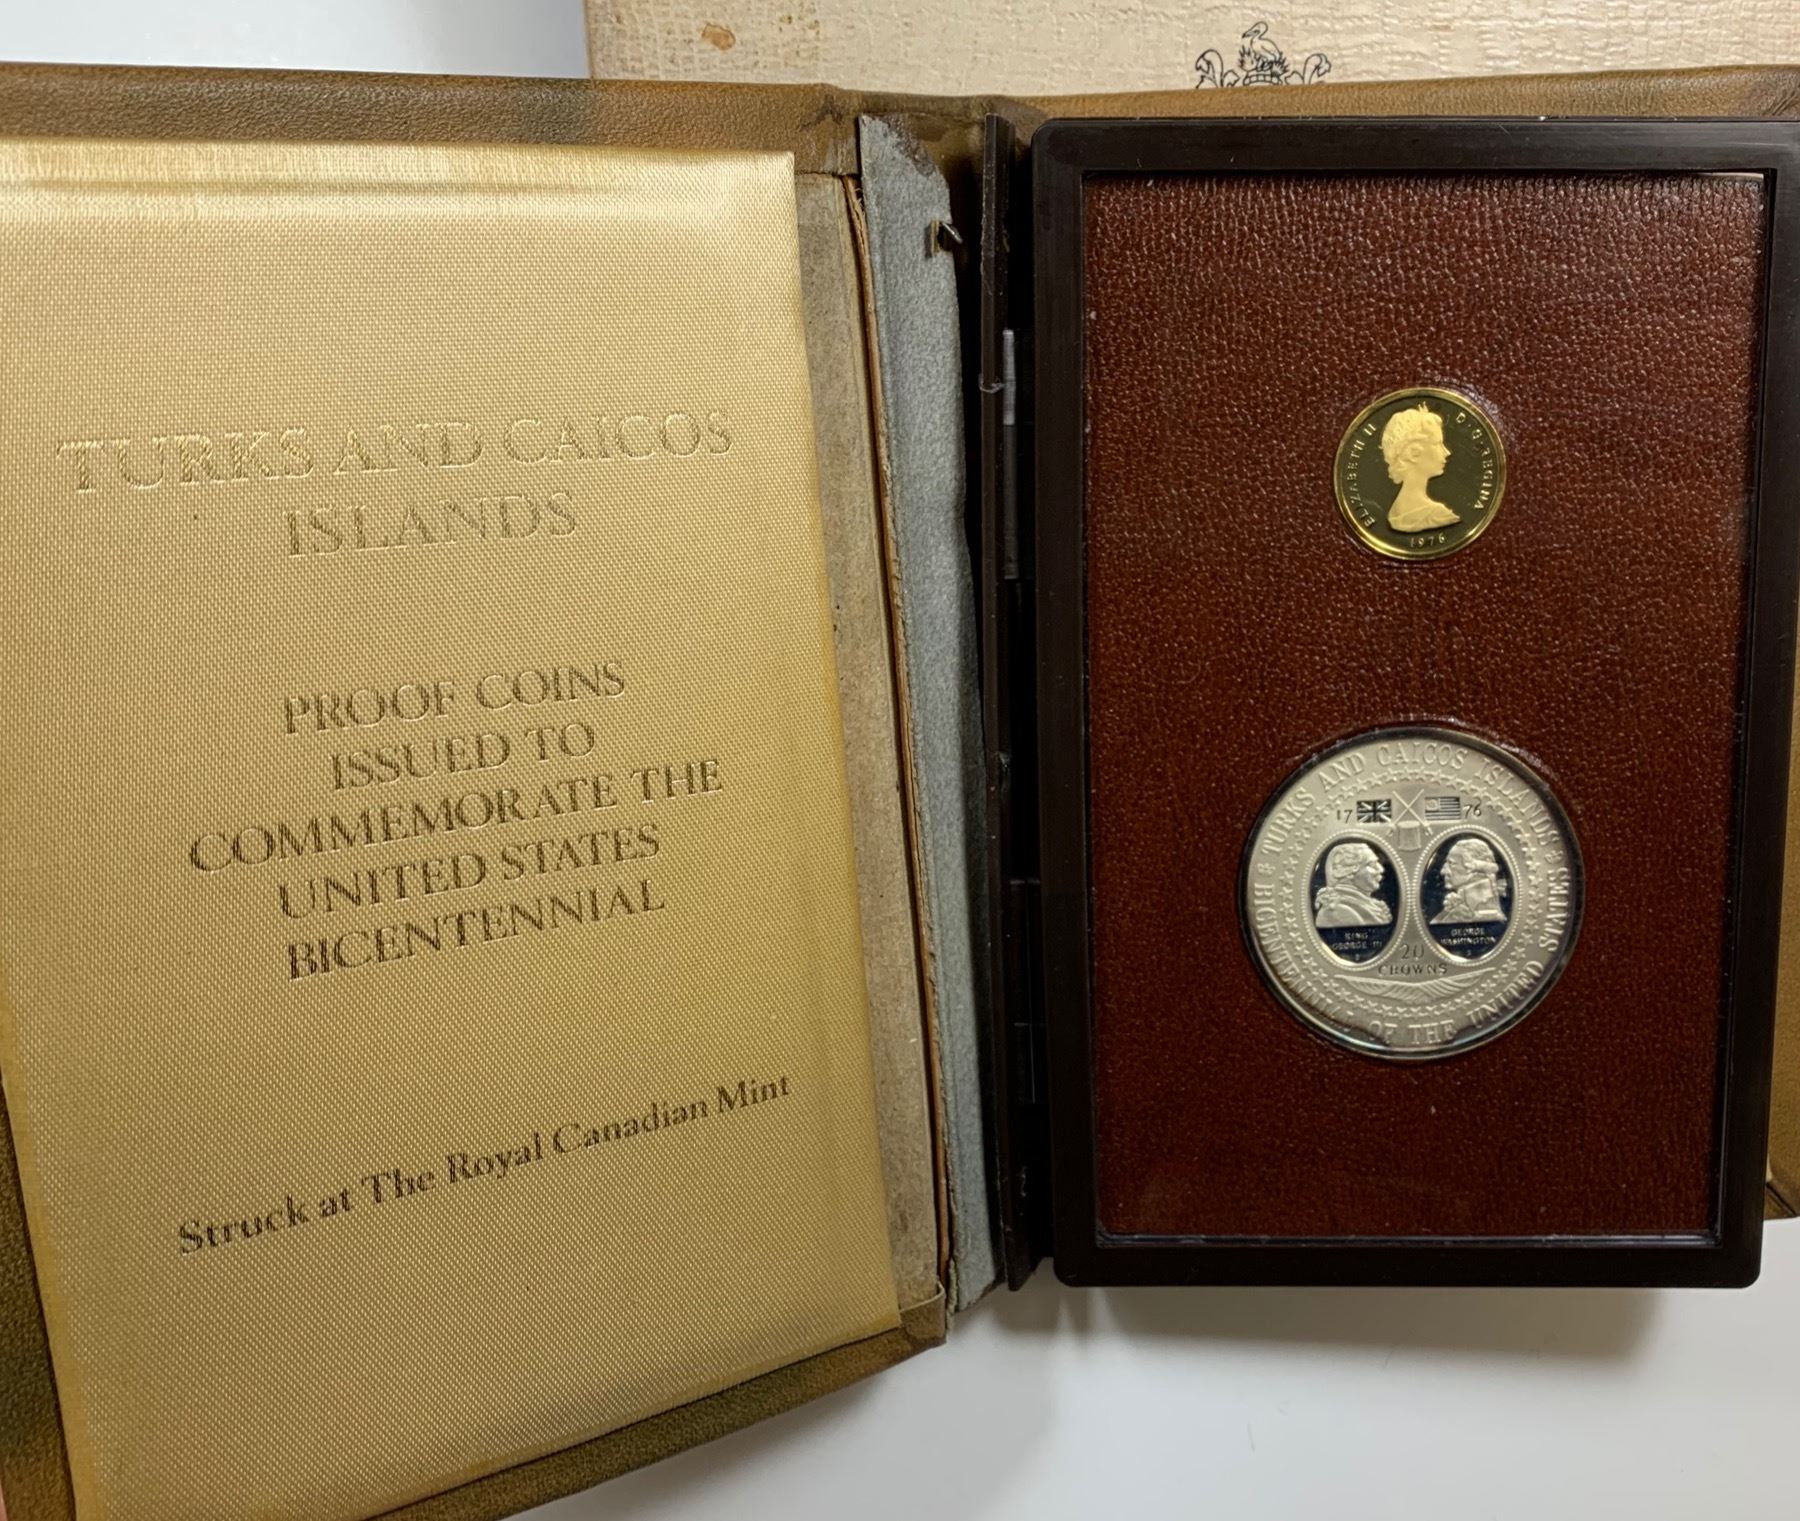 TURKS AND CAICOS
ISLANDS
PROOF COINS
ISSUED TO
COMMEMORATE THE
UNITED STATES
BICENTENNIAL
Struck at The Royal Canadian Mint
ELIZABETH II D·G·REGINA
1976
TURKS AND CAICOS ISLANDS
17 76
KING
GEORGE III
GEORGE
WASHINGTON
20
CROWNS
BICENTENNIAL OF THE UNITED STATES